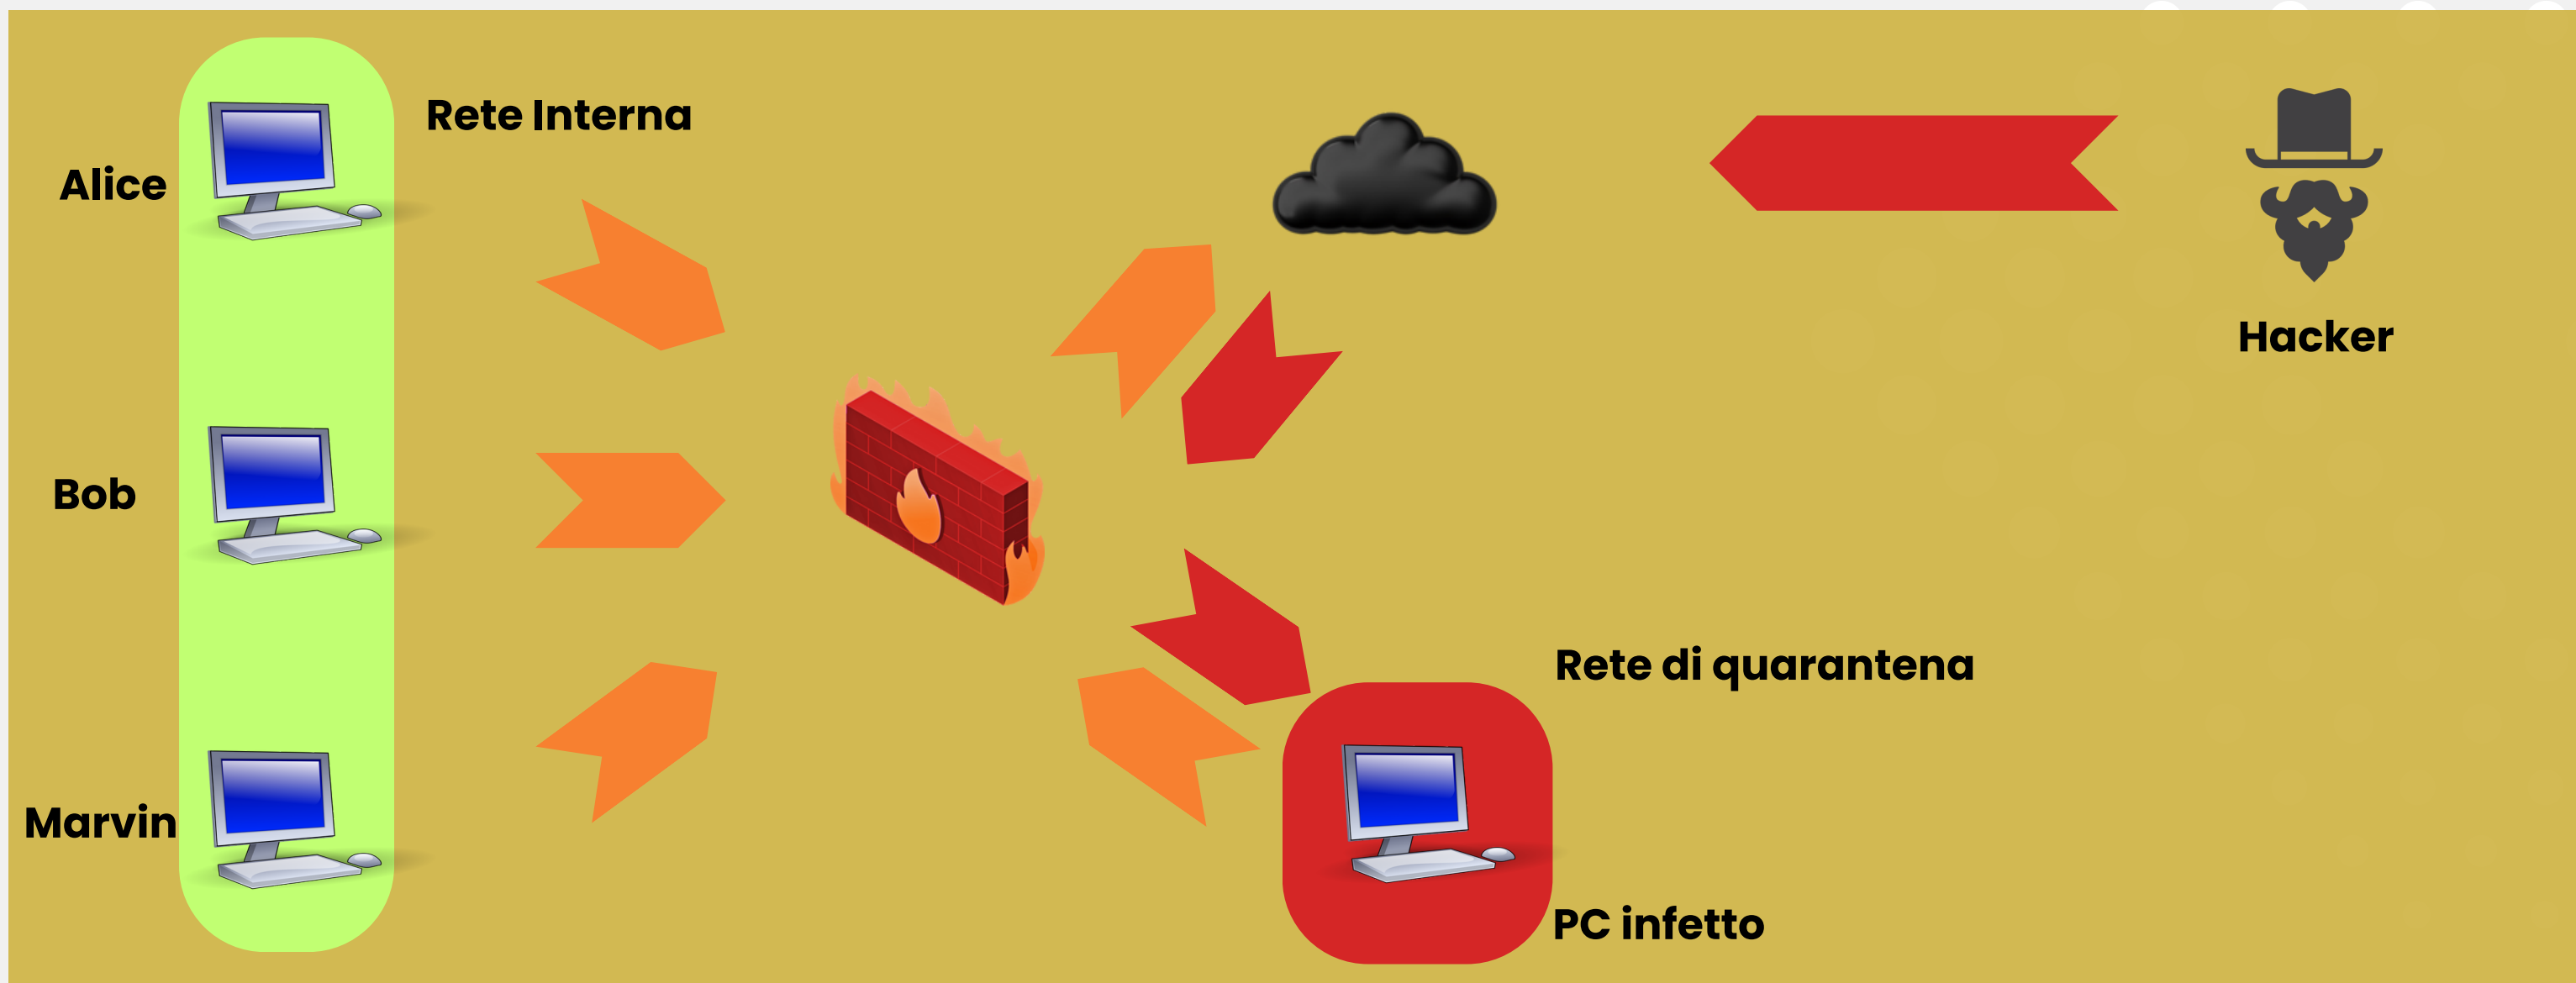 Rete Interna
Alice
Hacker
Bob
Rete di quarantena
Marvin
PC infetto